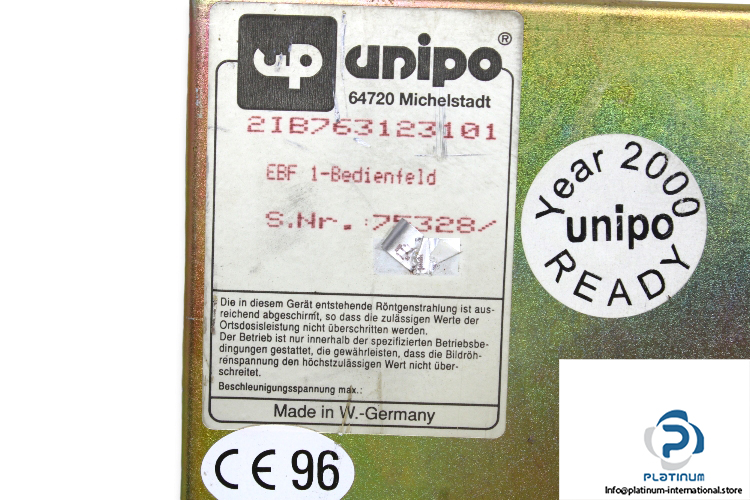 up unipo®
64720 Michelstadt
2IB763123101
EBF 1-Bedienfeld
S.Nr.:75328/
Die in diesem Gerät entstehende Röntgenstrahlung ist aus-
reichend abgeschirmt, so dass die zulässigen Werte der
Ortsdosisleistung nicht überschritten werden.
Der Betrieb ist nur innerhalb der spezifizierten Betriebsbe-
dingungen gestattet, die gewährleisten, dass die Bildröh-
renspannung den höchstzulässigen Wert nicht über-
schreitet.
Beschleunigungsspannung max.:
Made in W.-Germany
CE 96
Year 2000
unipo
READY
PLATINUM
INTERNATIONAL
Info@platinum-international.store